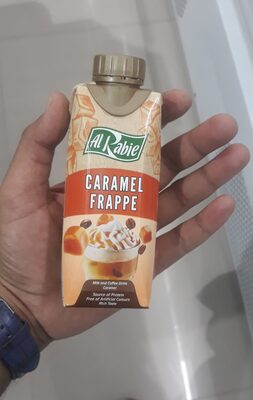 Al Rabie
CARAMEL
FRAPPE
Milk and Coffee Drink
Caramel
Source of Protein
Free of Artificial Colours
Rich Taste